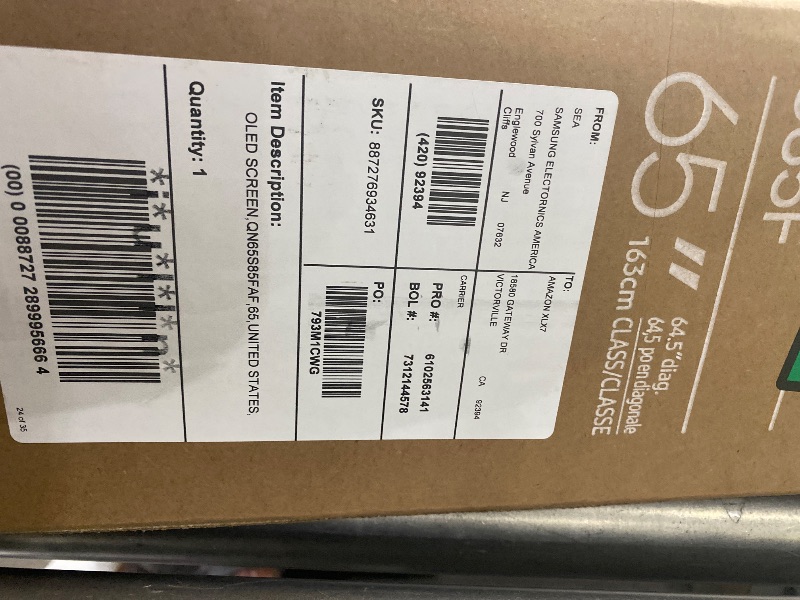 S85F
65"
64.5" diag.
64,5 po en diagonale
163cm CLASS/CLASSE
FROM:
SEA
SAMSUNG ELECTORNICS AMERICA
700 Sylvan Avenue
Englewood Cliffs NJ 07632
TO:
AMAZON XLX7
16580 GATEWAY DR
VICTORVILLE
CA 92394
(420) 92394
CARRIER
PRO #: 6102563141
BOL #: 7312144578
SKU: 887276934631
PO:
793M1CWG
Item Description:
OLED SCREEN,QN65S85FAF,65,UNITED STATES,
Quantity: 1
(00) 0 0088727 289995666 4
24 of 35